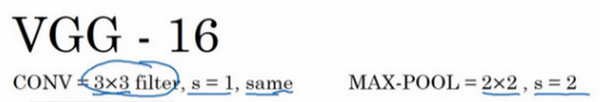 VGG - 16
CONV = 3×3 filter, s = 1, same MAX-POOL = 2×2 , s = 2